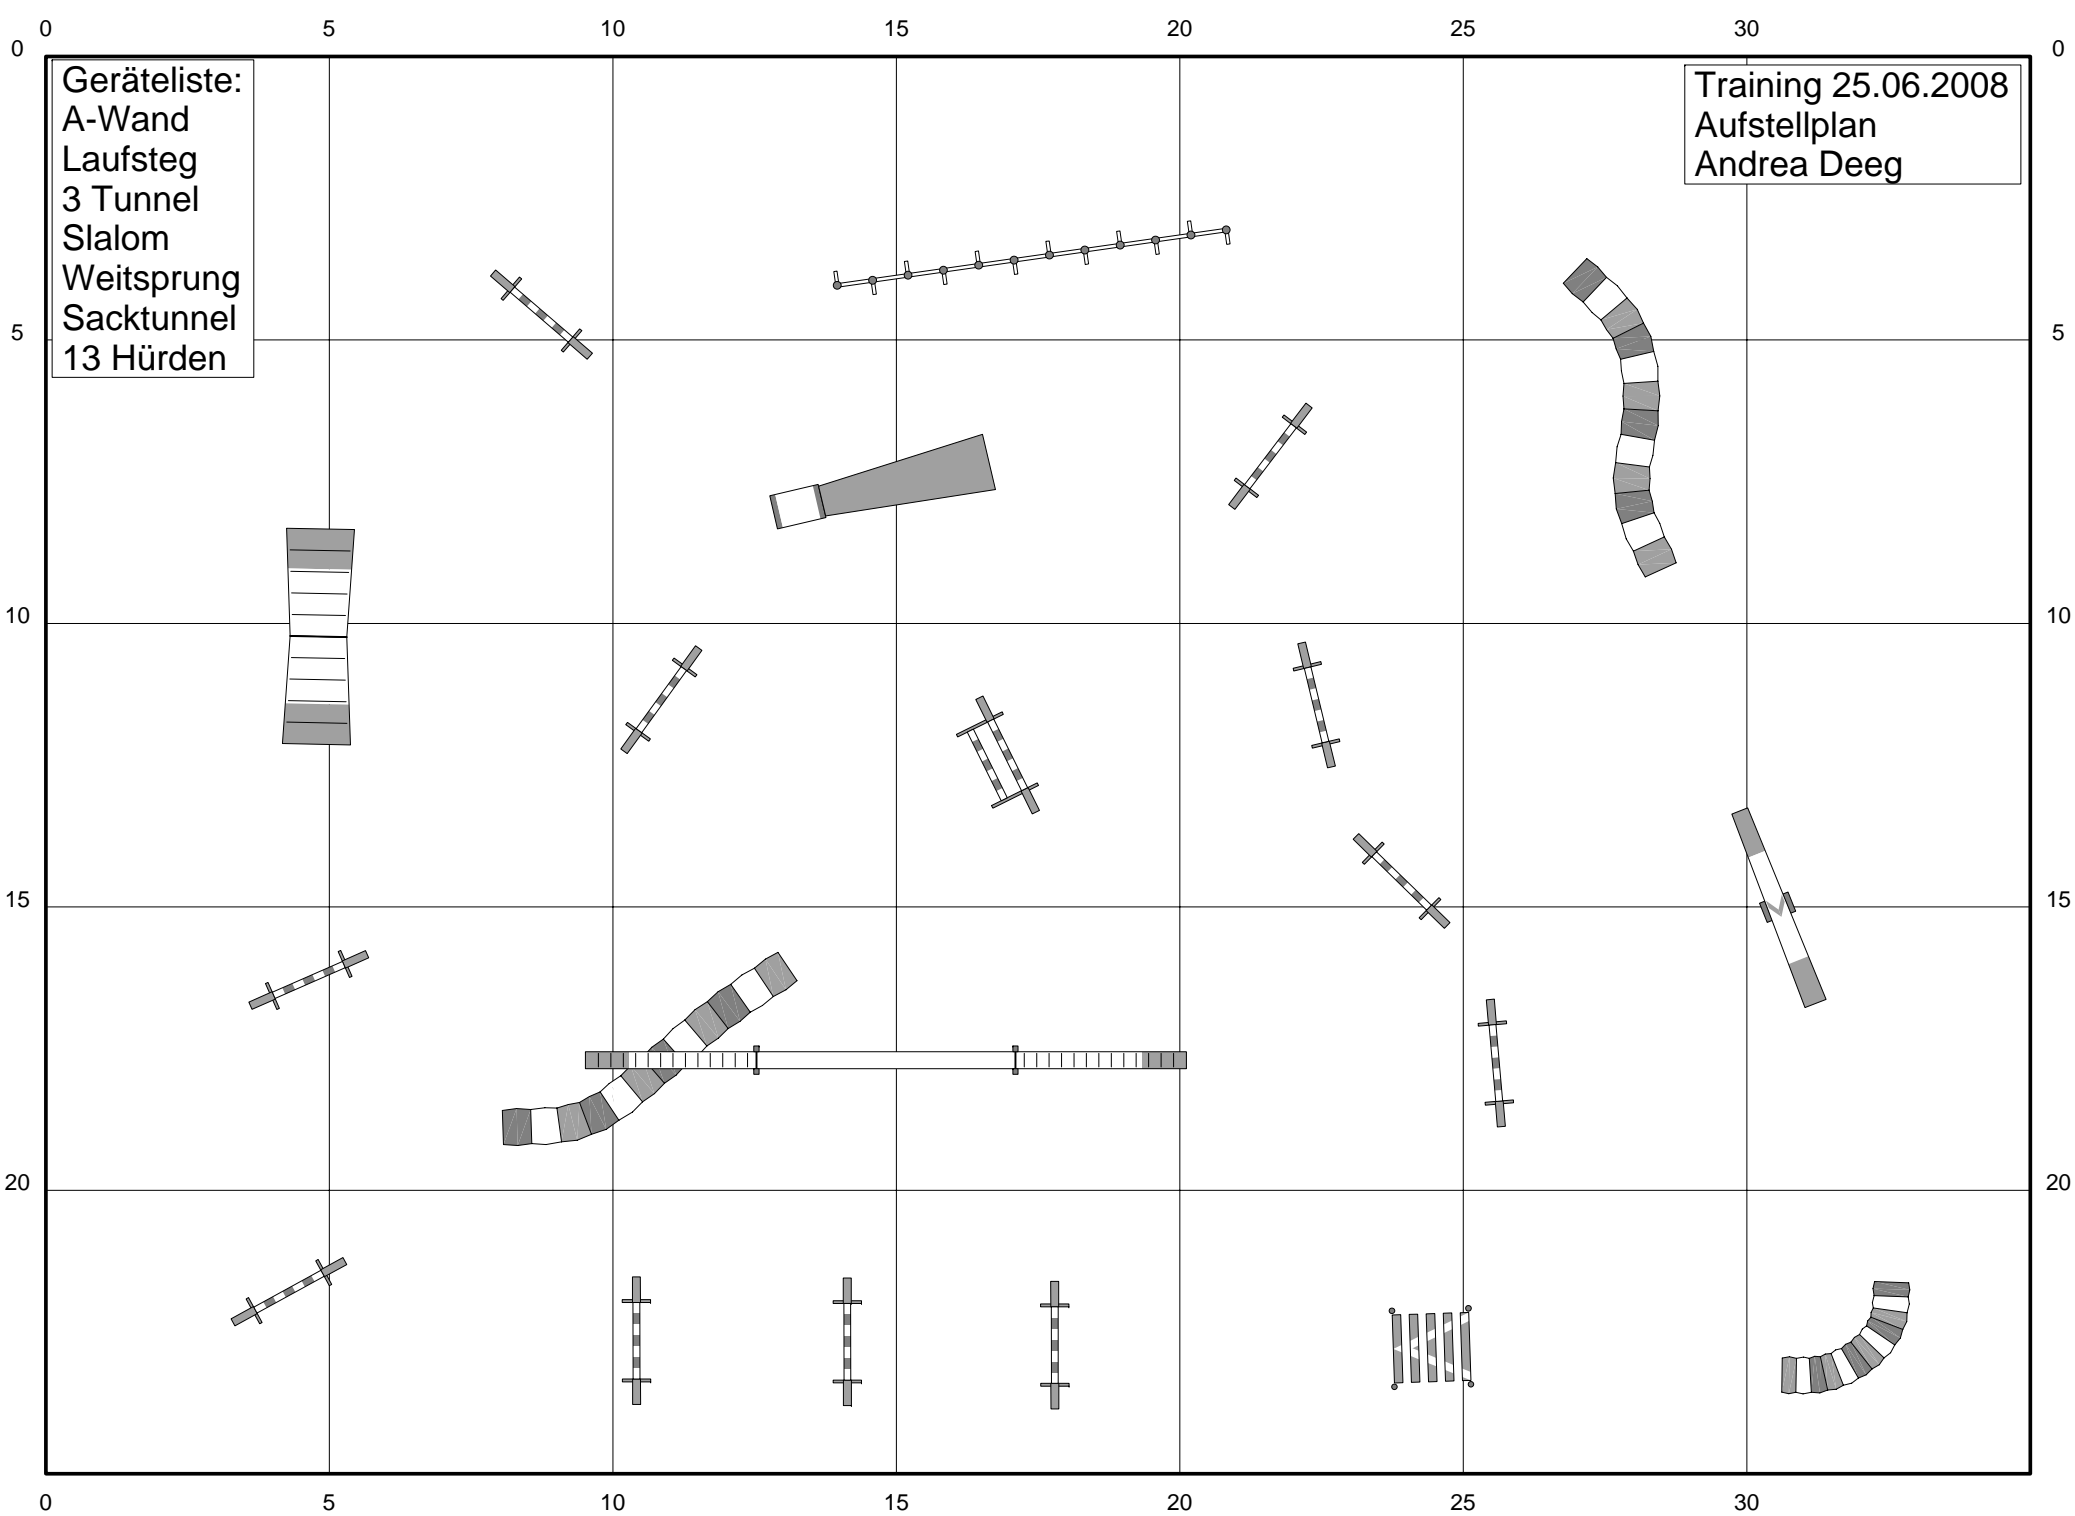 0 5 10 15 20 25 30
0 0
Geräteliste:
A-Wand
Laufsteg
3 Tunnel
Slalom
Weitsprung
Sacktunnel
13 Hürden
Training 25.06.2008
Aufstellplan
Andrea Deeg
5 5
10 10
15 15
20 20
0 5 10 15 20 25 30